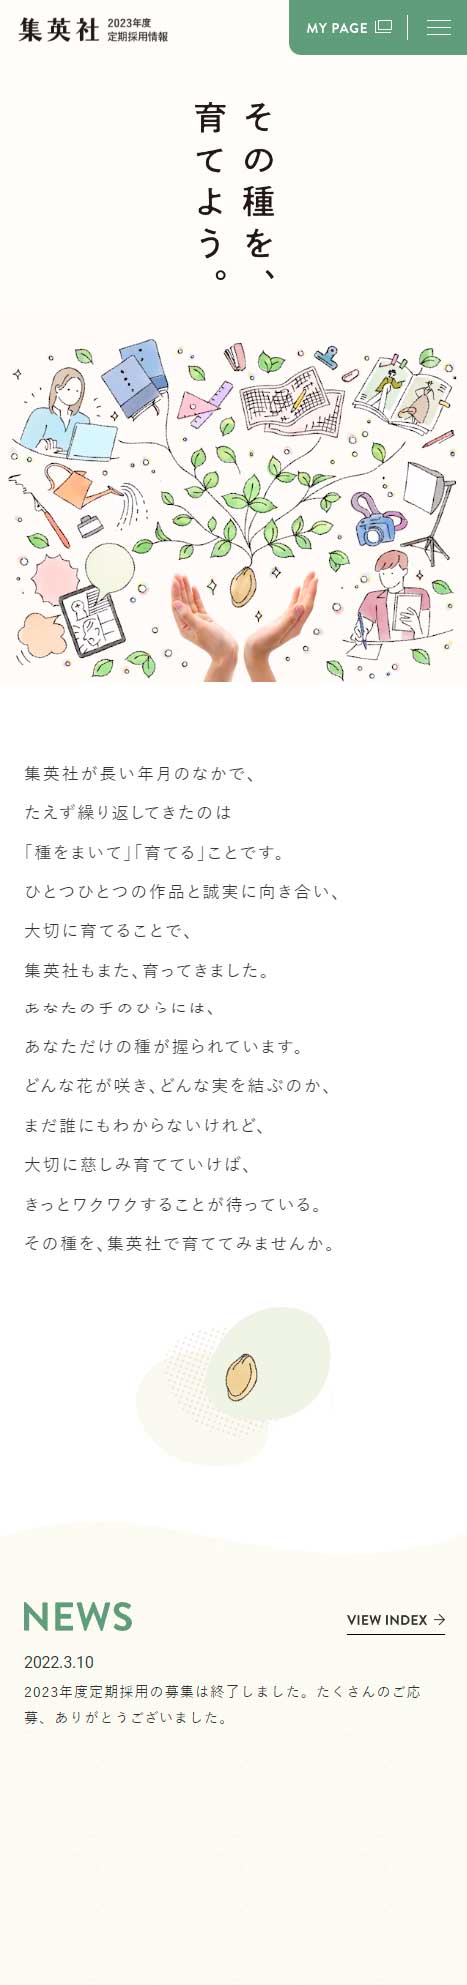 集英社
2023年度
定期採用情報
MY PAGE
その種を、
育てよう。
集英社が長い年月のなかで、
たえず繰り返してきたのは
「種をまいて」「育てる」ことです。
ひとつひとつの作品と誠実に向き合い、
大切に育てることで、
集英社もまた、育ってきました。
あなたの手のひらには、
あなただけの種が握られています。
どんな花が咲き、どんな実を結ぶのか、
まだ誰にもわからないけれど、
大切に慈しみ育てていけば、
きっとワクワクすることが待っている。
その種を、集英社で育ててみませんか。
NEWS
VIEW INDEX
2022.3.10
2023年度定期採用の募集は終了しました。たくさんのご応
募、ありがとうございました。